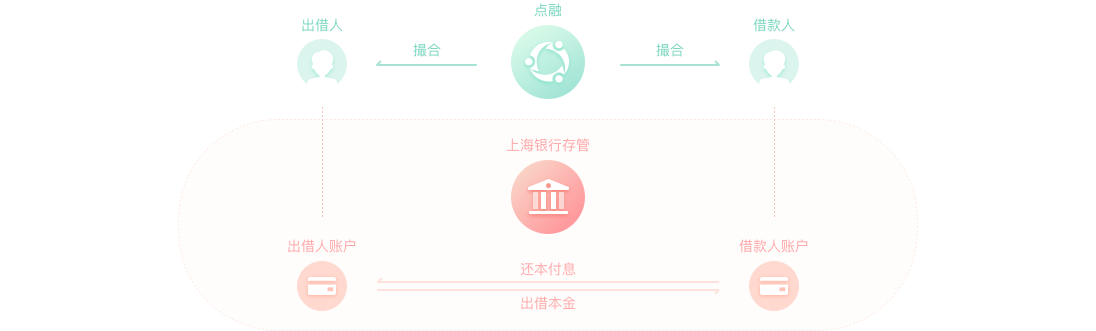 点融
出借人
借款人
撮合
撮合
上海银行存管
出借人账户
借款人账户
还本付息
出借本金